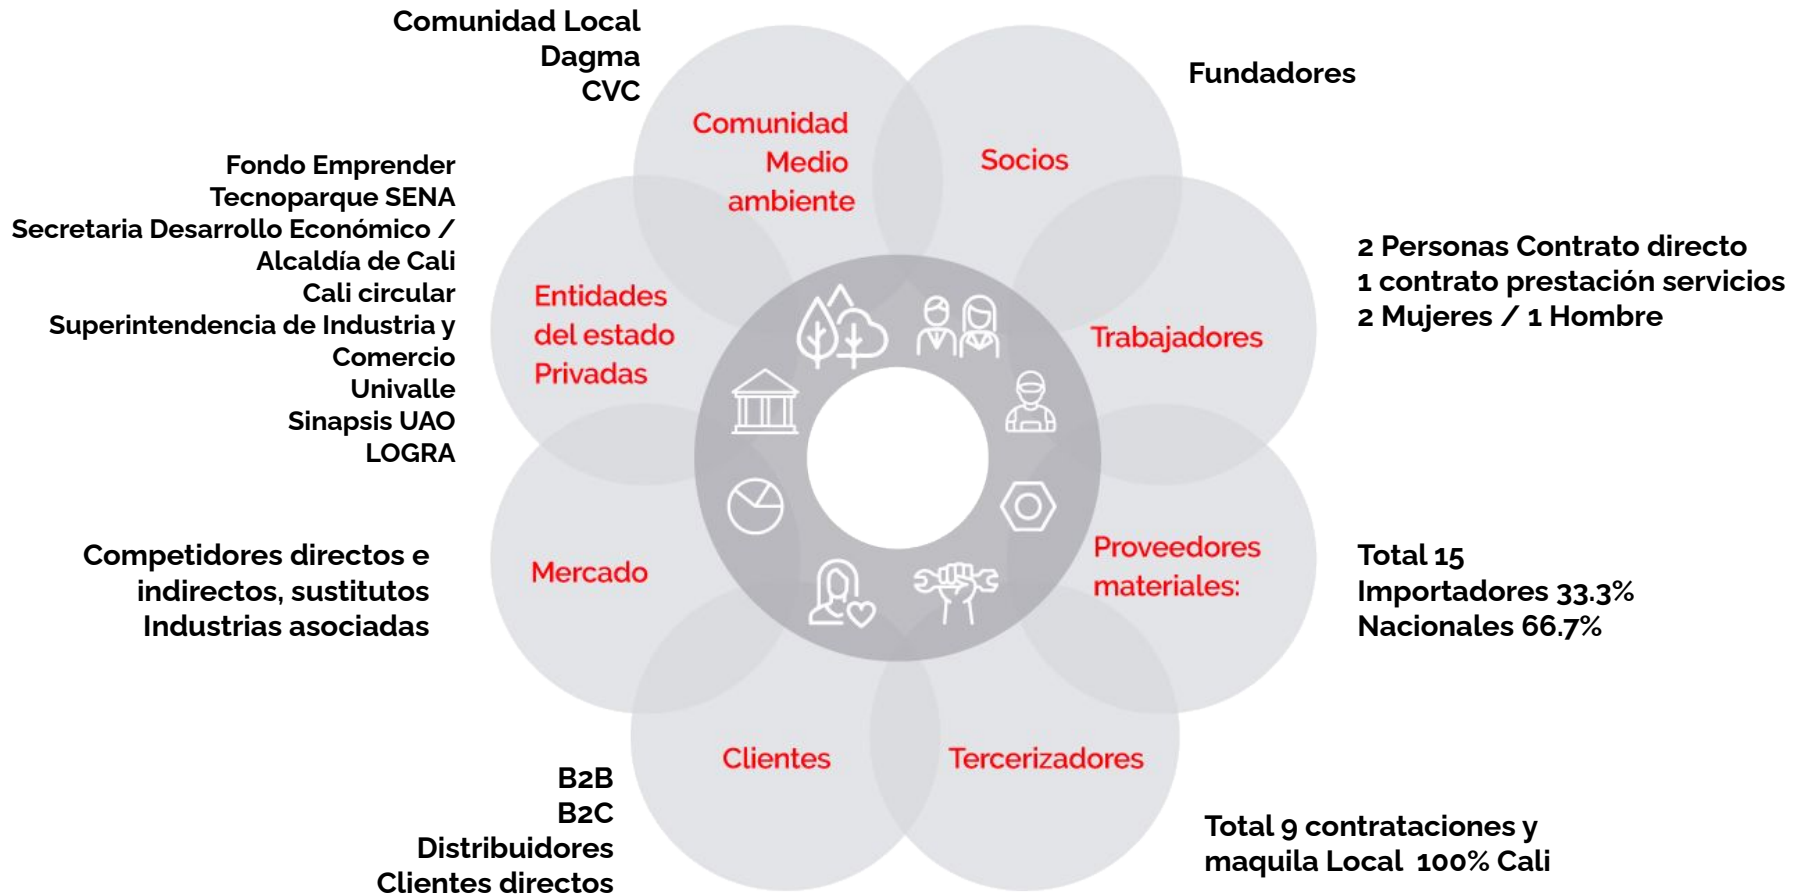 Comunidad Local
Dagma
CVC
Comunidad
Medio
ambiente
Socios
Fundadores
Fondo Emprender
Tecnoparque SENA
Secretaria Desarrollo Económico /
Alcaldía de Cali
Cali circular
Superintendencia de Industria y
Comercio
Univalle
Sinapsis UAO
LOGRA
Entidades
del estado
Privadas
Trabajadores
2 Personas Contrato directo
1 contrato prestación servicios
2 Mujeres / 1 Hombre
Competidores directos e
indirectos, sustitutos
Industrias asociadas
Mercado
Proveedores
materiales:
Total 15
Importadores 33.3%
Nacionales 66.7%
B2B
B2C
Distribuidores
Clientes directos
Clientes
Tercerizadores
Total 9 contrataciones y
maquila Local 100% Cali